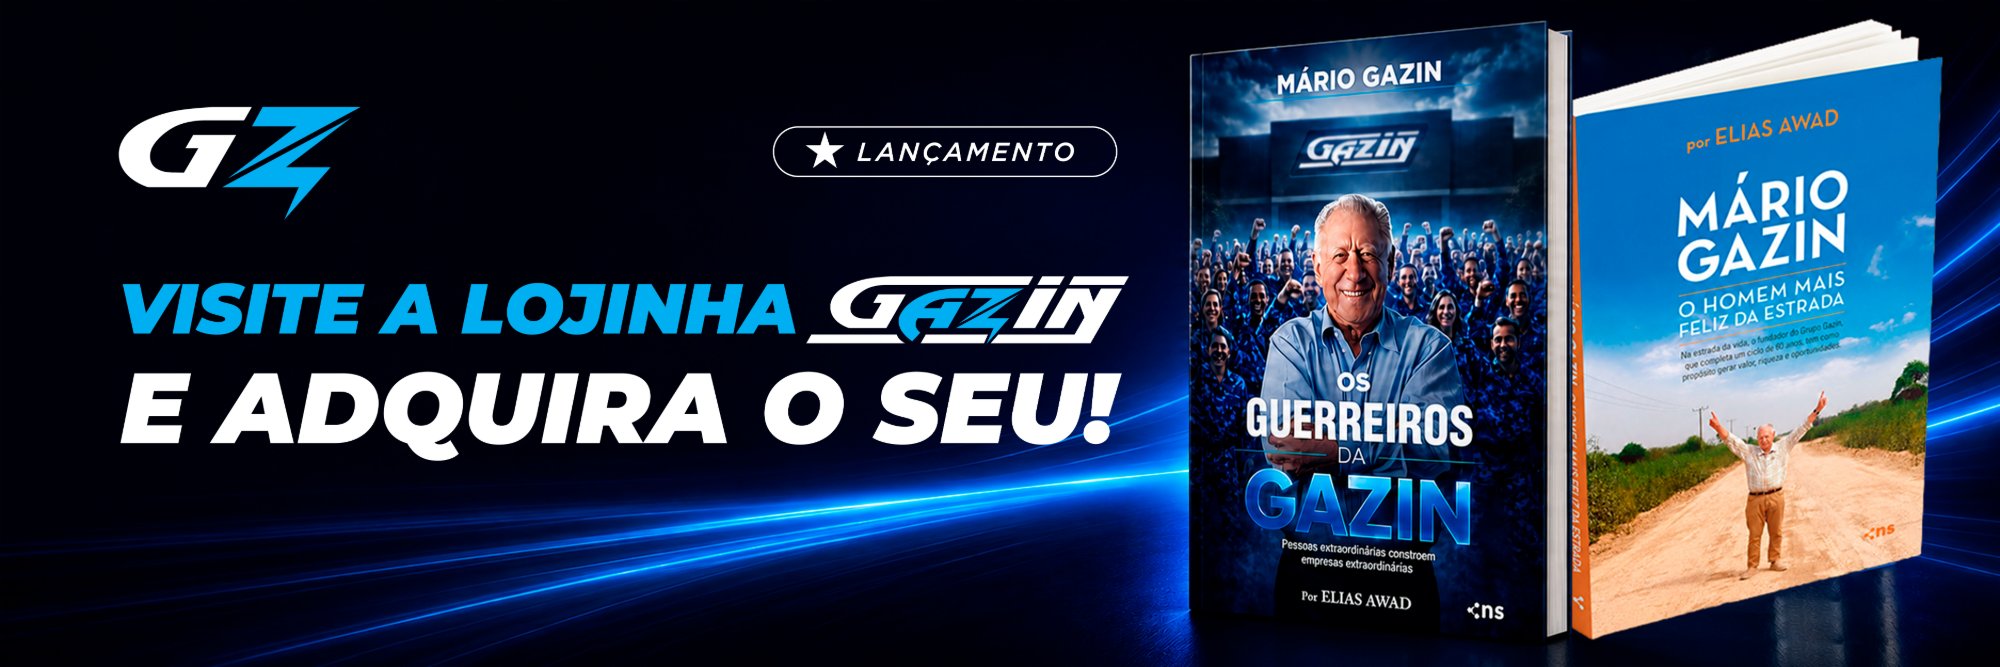 GZ
LANÇAMENTO
VISITE A LOJINHA GAZIN
E ADQUIRA O SEU!
MÁRIO GAZIN
GAZIN
OS
GUERREIROS
DA
GAZIN
Pessoas extraordinárias constroem
empresas extraordinárias
Por ELIAS AWAD
ns
por ELIAS AWAD
MÁRIO
GAZIN
O HOMEM MAIS
FELIZ DA ESTRADA
Na estrada da vida, o fundador do Grupo Gazin,
que completa um ciclo de 60 anos, tem como
propósito gerar valor, riqueza e oportunidades.
ns